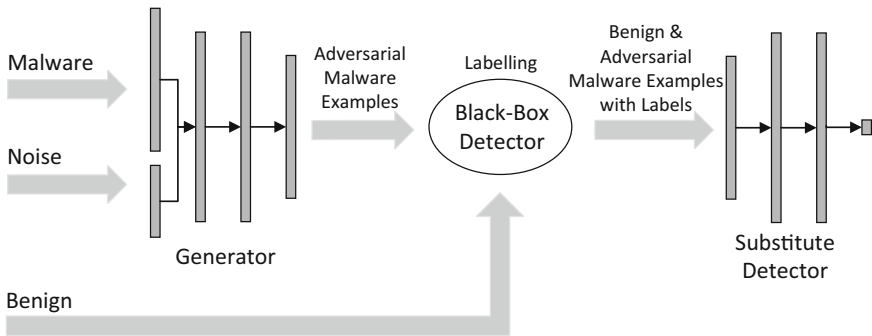 Malware
Noise
Benign
Generator
Adversarial
Malware
Examples
Labelling
Black-Box
Detector
Benign &
Adversarial
Malware Examples
with Labels
Substitute
Detector